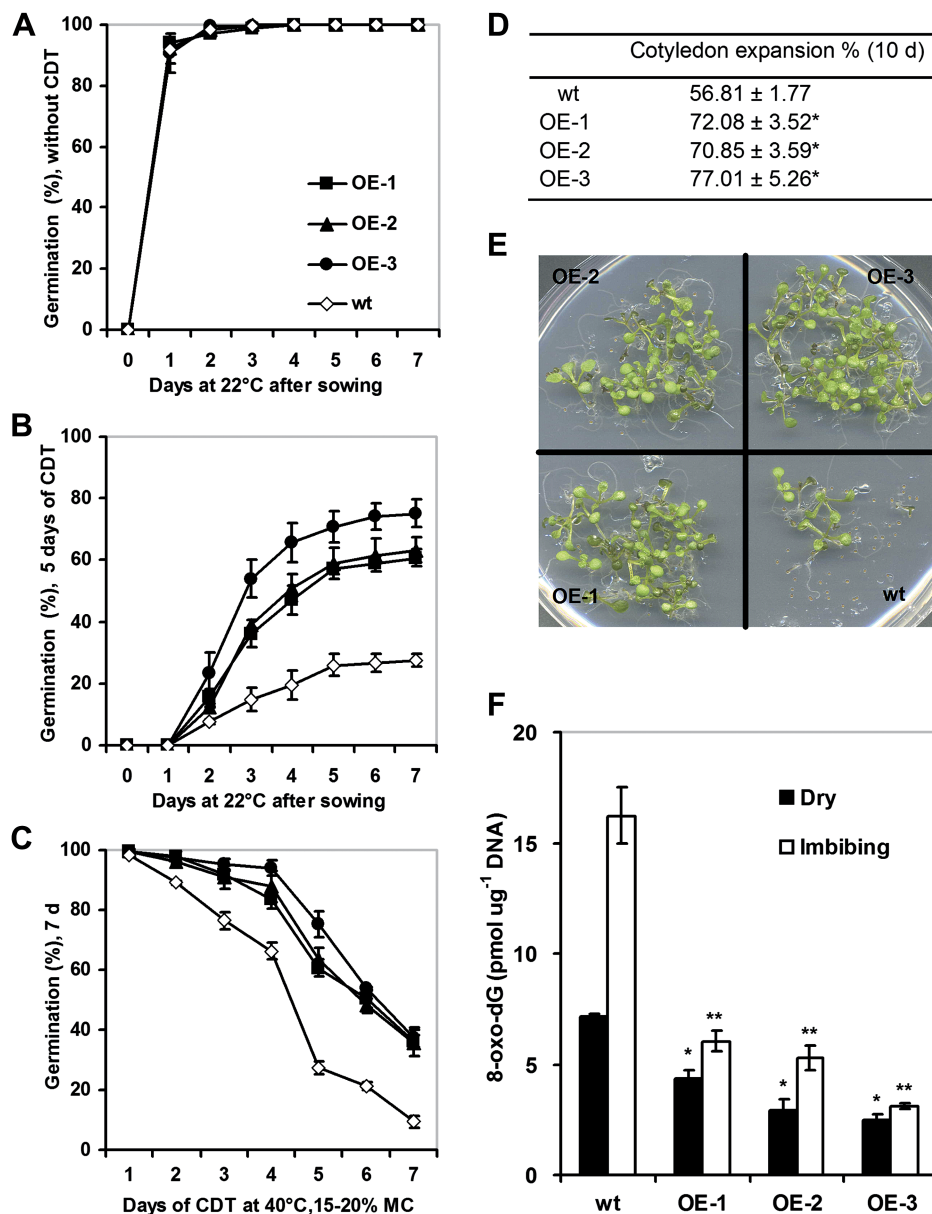 A
Germination (%), without CDT
100
80
60
40
20
0
OE-1
OE-2
OE-3
wt
0 1 2 3 4 5 6 7
Days at 22°C after sowing
B
Germination (%), 5 days of CDT
100
80
60
40
20
0
0 1 2 3 4 5 6 7
Days at 22°C after sowing
C
Germination (%), 7 d
100
80
60
40
20
0
1 2 3 4 5 6 7
Days of CDT at 40°C,15-20% MC
D
Cotyledon expansion % (10 d)
wt 56.81 ± 1.77
OE-1 72.08 ± 3.52*
OE-2 70.85 ± 3.59*
OE-3 77.01 ± 5.26*
E
OE-2 OE-3
OE-1 wt
F
8-oxo-dG (pmol ug⁻¹ DNA)
20
15
10
5
0
Dry
Imbibing
* ** * ** * **
wt OE-1 OE-2 OE-3